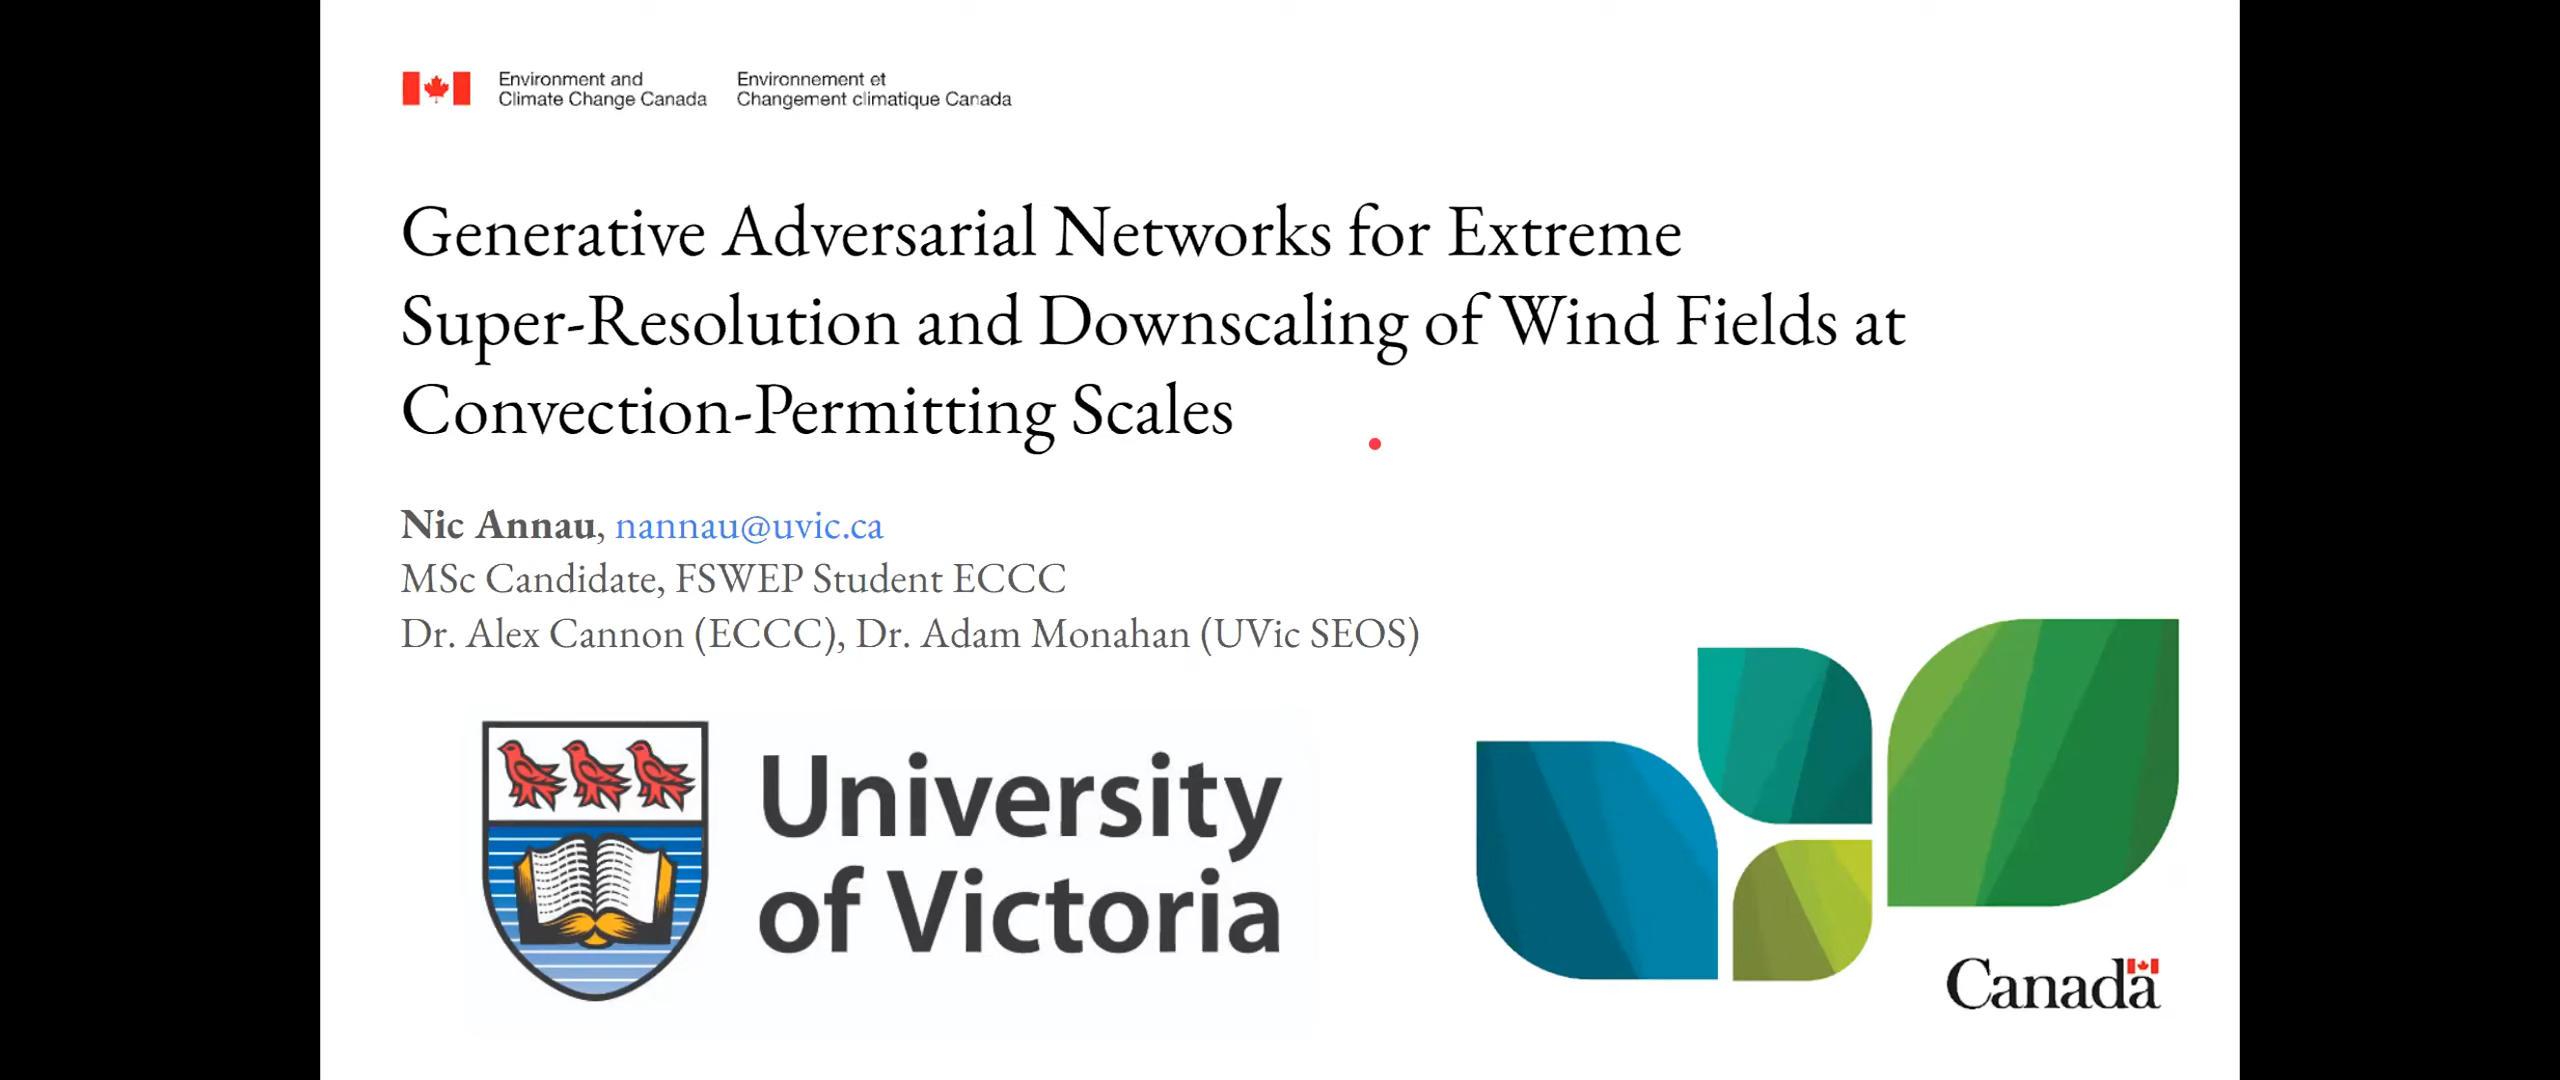 Environment and
Climate Change Canada
Environnement et
Changement climatique Canada
Generative Adversarial Networks for Extreme
Super-Resolution and Downscaling of Wind Fields at
Convection-Permitting Scales
Nic Annau, nannau@uvic.ca
MSc Candidate, FSWEP Student ECCC
Dr. Alex Cannon (ECCC), Dr. Adam Monahan (UVic SEOS)
University
of Victoria
Canada